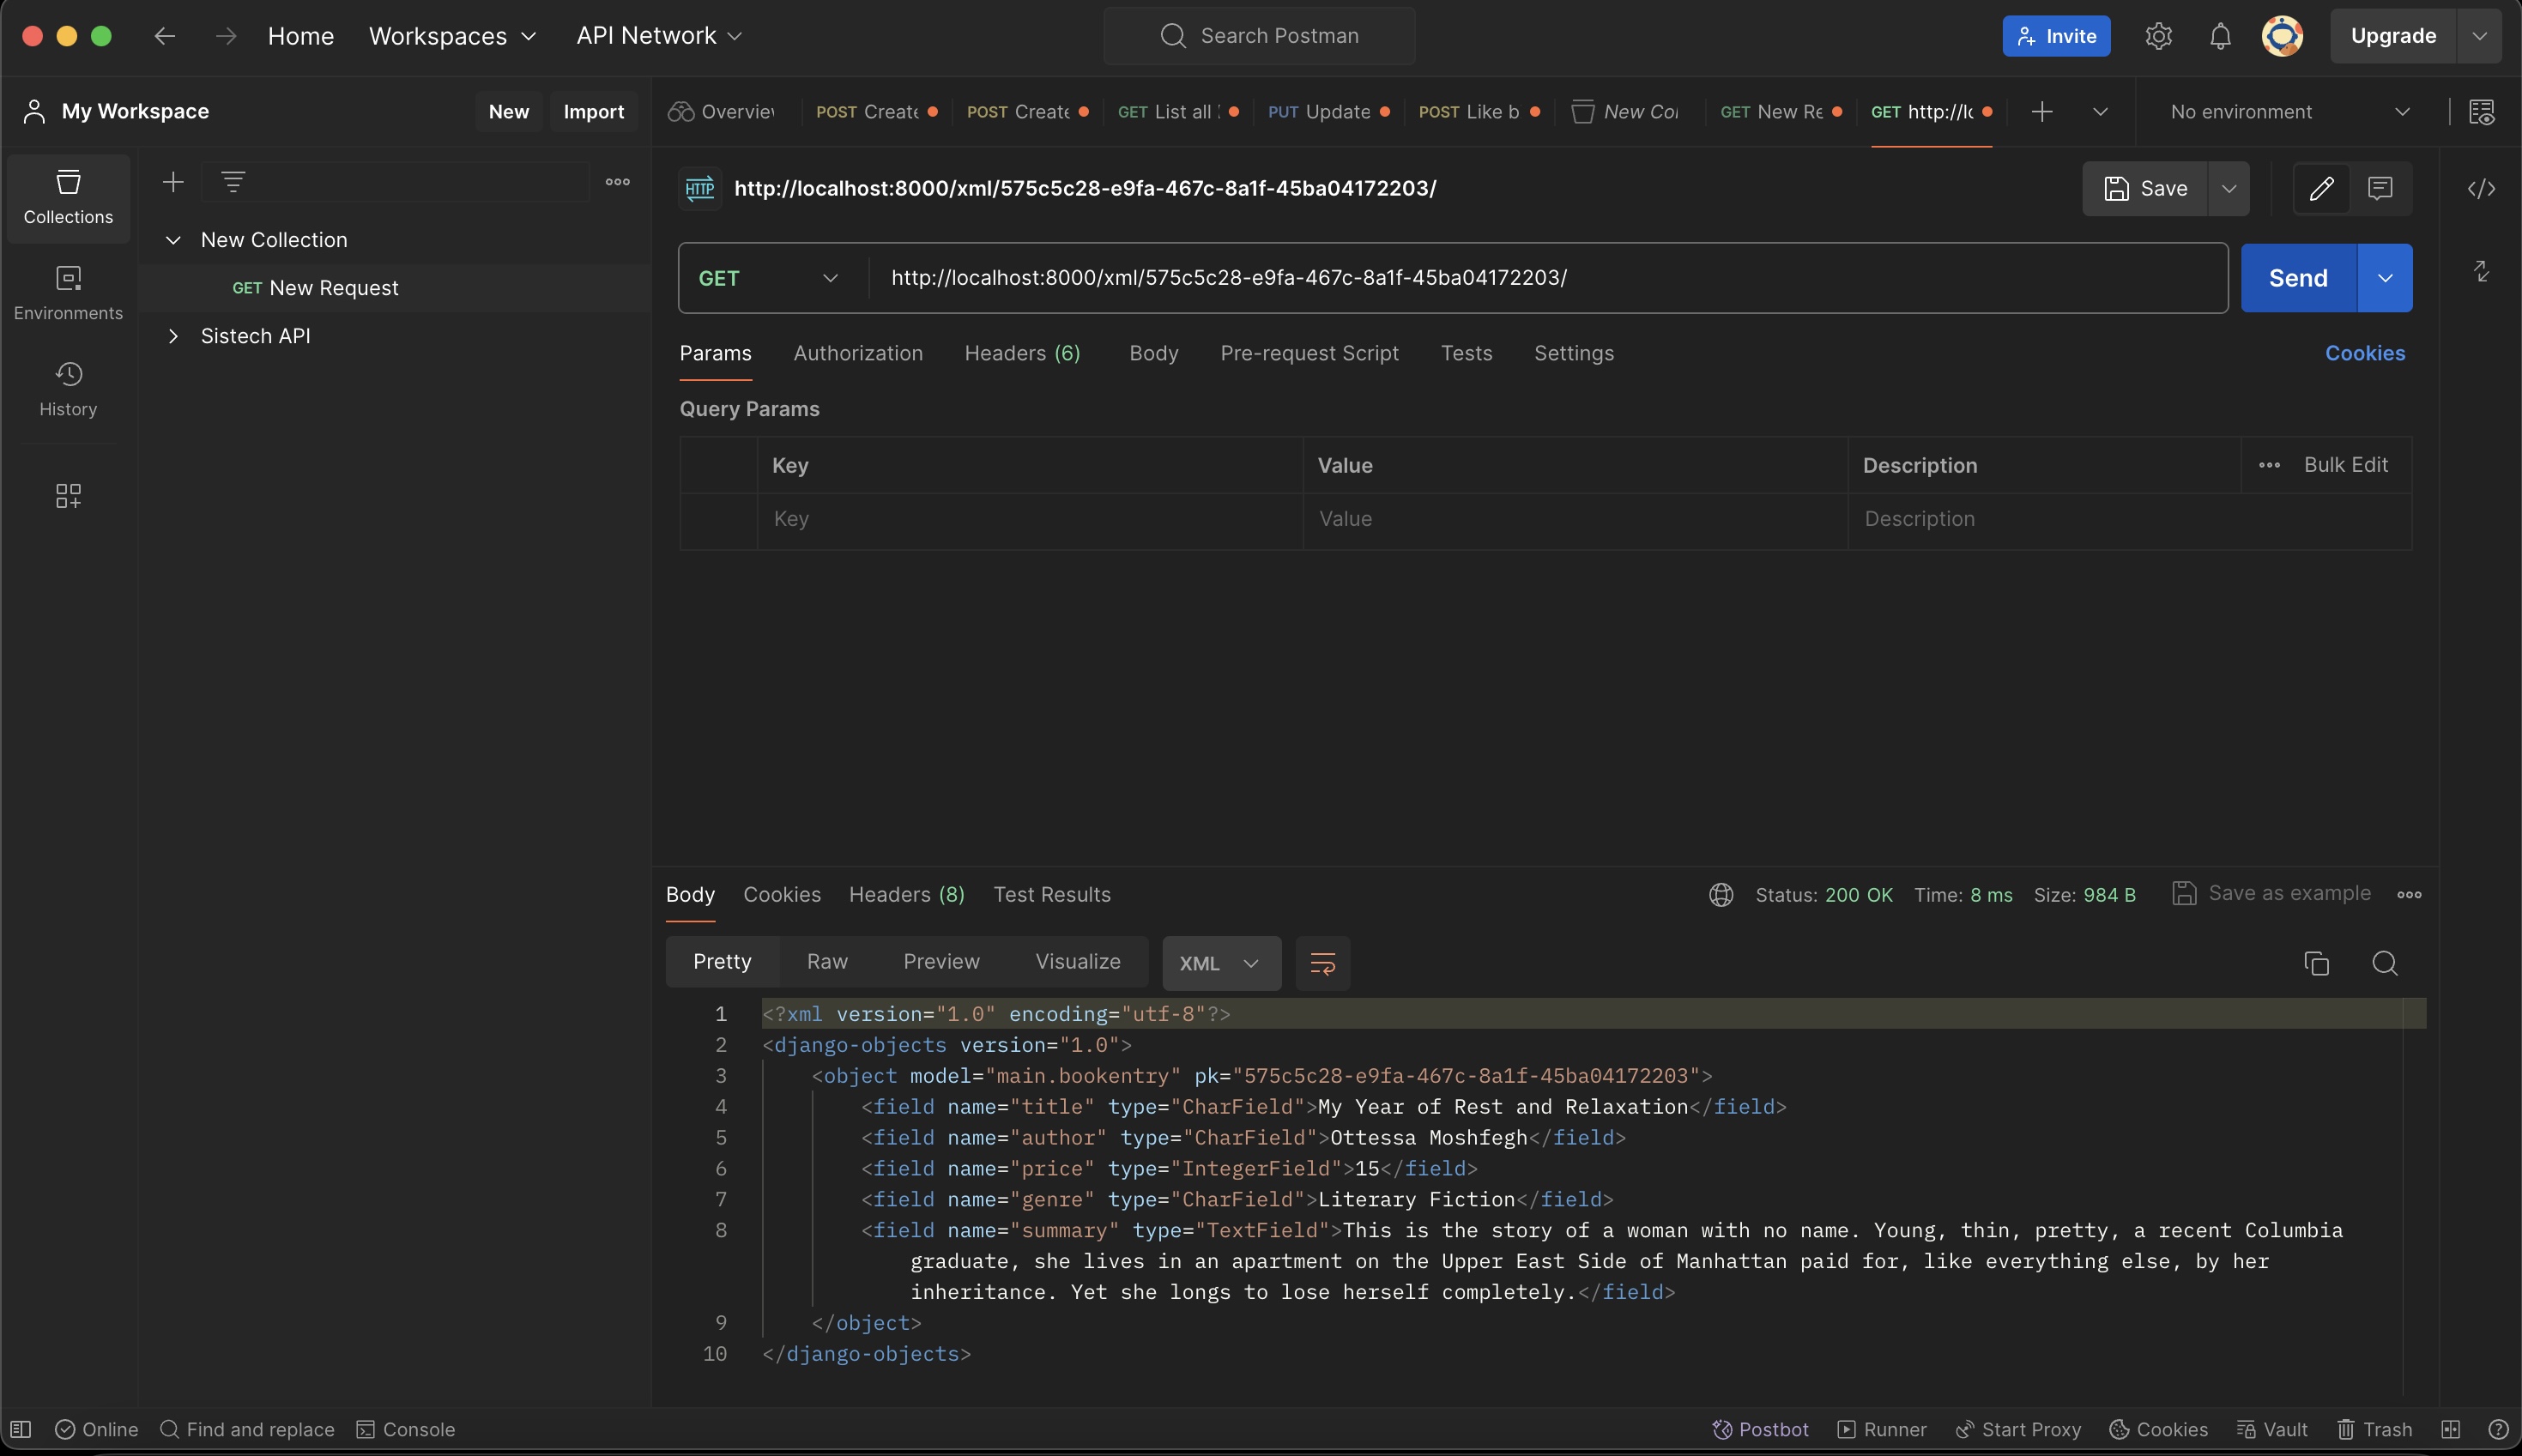 Home Workspaces API Network Search Postman Invite Upgrade
My Workspace New Import
Overview POST Create POST Create GET List all PUT Update POST Like b New Col GET New Re GET http://lo No environment
Collections
Environments
History
New Collection
GET New Request
Sistech API
HTTP http://localhost:8000/xml/575c5c28-e9fa-467c-8a1f-45ba04172203/ Save
GET http://localhost:8000/xml/575c5c28-e9fa-467c-8a1f-45ba04172203/ Send
Params Authorization Headers (6) Body Pre-request Script Tests Settings Cookies
Query Params
Key Value Description Bulk Edit
Key Value Description
Body Cookies Headers (8) Test Results Status: 200 OK Time: 8 ms Size: 984 B Save as example
Pretty Raw Preview Visualize XML
1 <?xml version="1.0" encoding="utf-8"?>
2 <django-objects version="1.0">
3 <object model="main.bookentry" pk="575c5c28-e9fa-467c-8a1f-45ba04172203">
4 <field name="title" type="CharField">My Year of Rest and Relaxation</field>
5 <field name="author" type="CharField">Ottessa Moshfegh</field>
6 <field name="price" type="IntegerField">15</field>
7 <field name="genre" type="CharField">Literary Fiction</field>
8 <field name="summary" type="TextField">This is the story of a woman with no name. Young, thin, pretty, a recent Columbia
graduate, she lives in an apartment on the Upper East Side of Manhattan paid for, like everything else, by her
inheritance. Yet she longs to lose herself completely.</field>
9 </object>
10 </django-objects>
Online Find and replace Console Postbot Runner Start Proxy Cookies Vault Trash